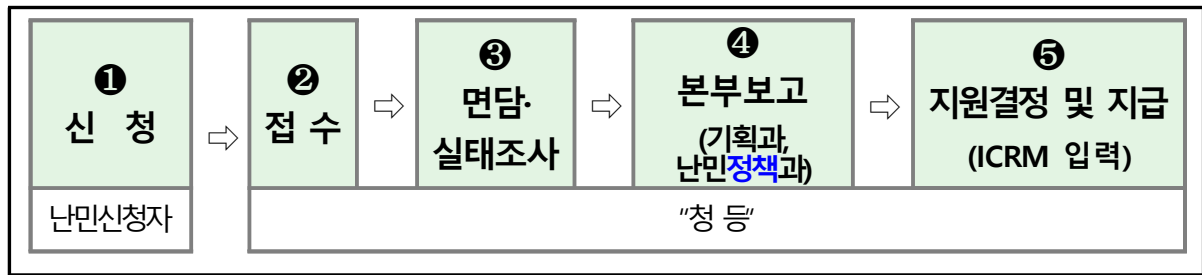 ❶
신 청
난민신청자
⇨
❷
접 수
⇨
❸
면담·
실태조사
⇨
❹
본부보고
(기획과,
난민정책과)
⇨
❺
지원결정 및 지급
(ICRM 입력)
“청 등”